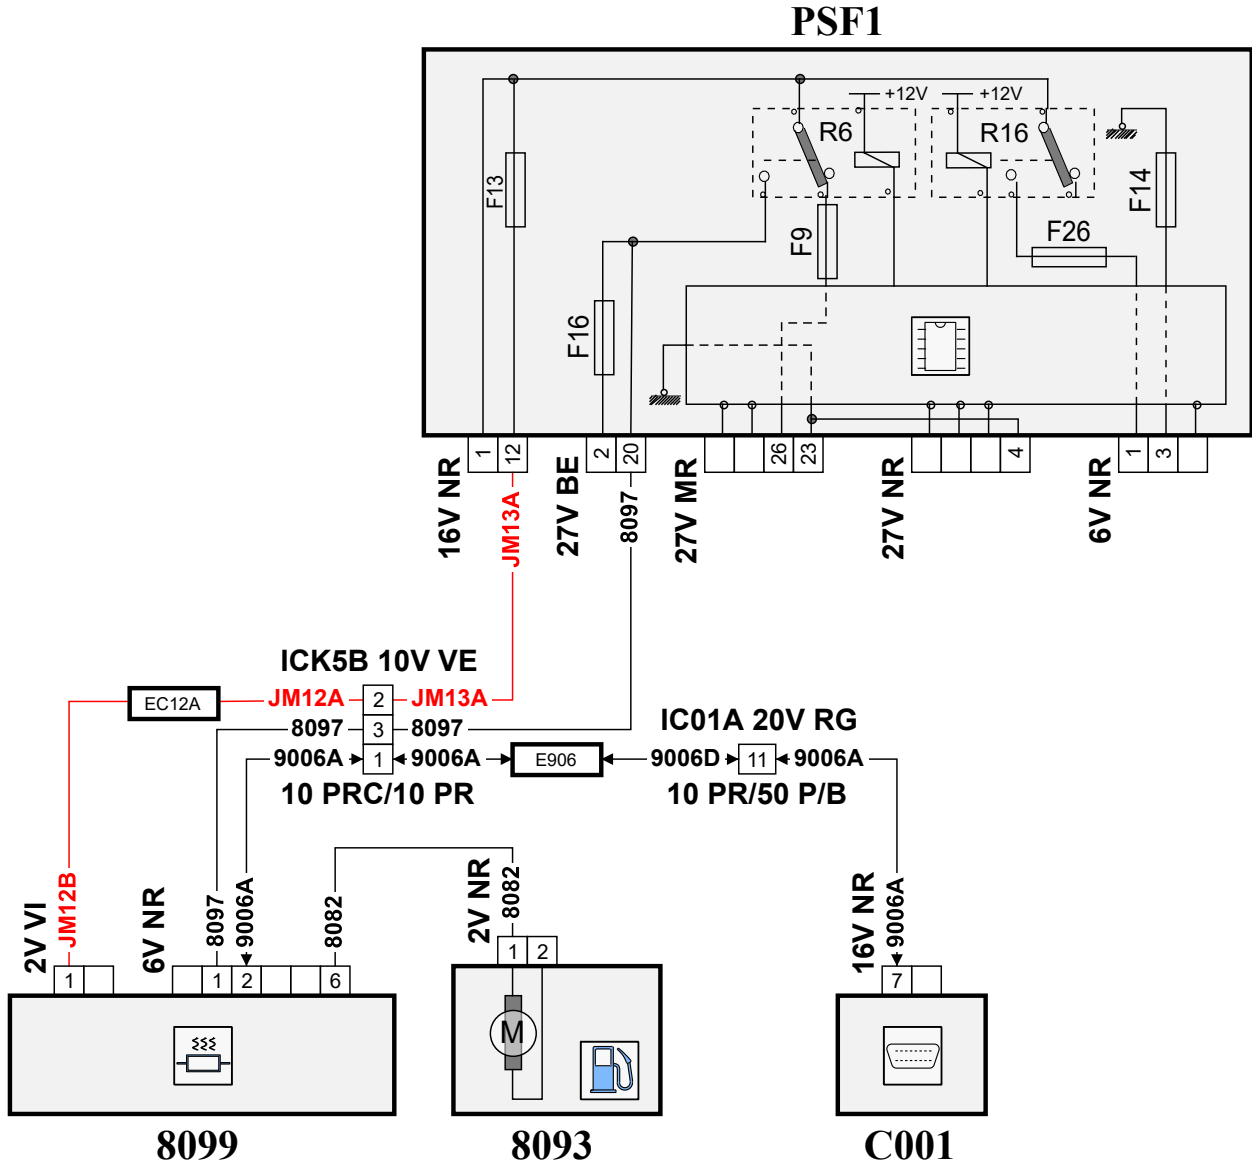 PSF1
+12V
+12V
R6
R16
F13
F14
F9
F26
F16
1
12
2
20
26
23
4
1
3
16V NR
27V BE
27V MR
27V NR
6V NR
JM13A
8097
ICK5B 10V VE
EC12A
JM12A
2
JM13A
8097
3
8097
IC01A 20V RG
9006A
1
9006A
E906
9006D
11
9006A
10 PRC/10 PR
10 PR/50 P/B
2V VI
JM12B
6V NR
8097
9006A
8082
2V NR
8082
16V NR
9006A
1
2
1
1
2
6
7
M
8099
8093
C001